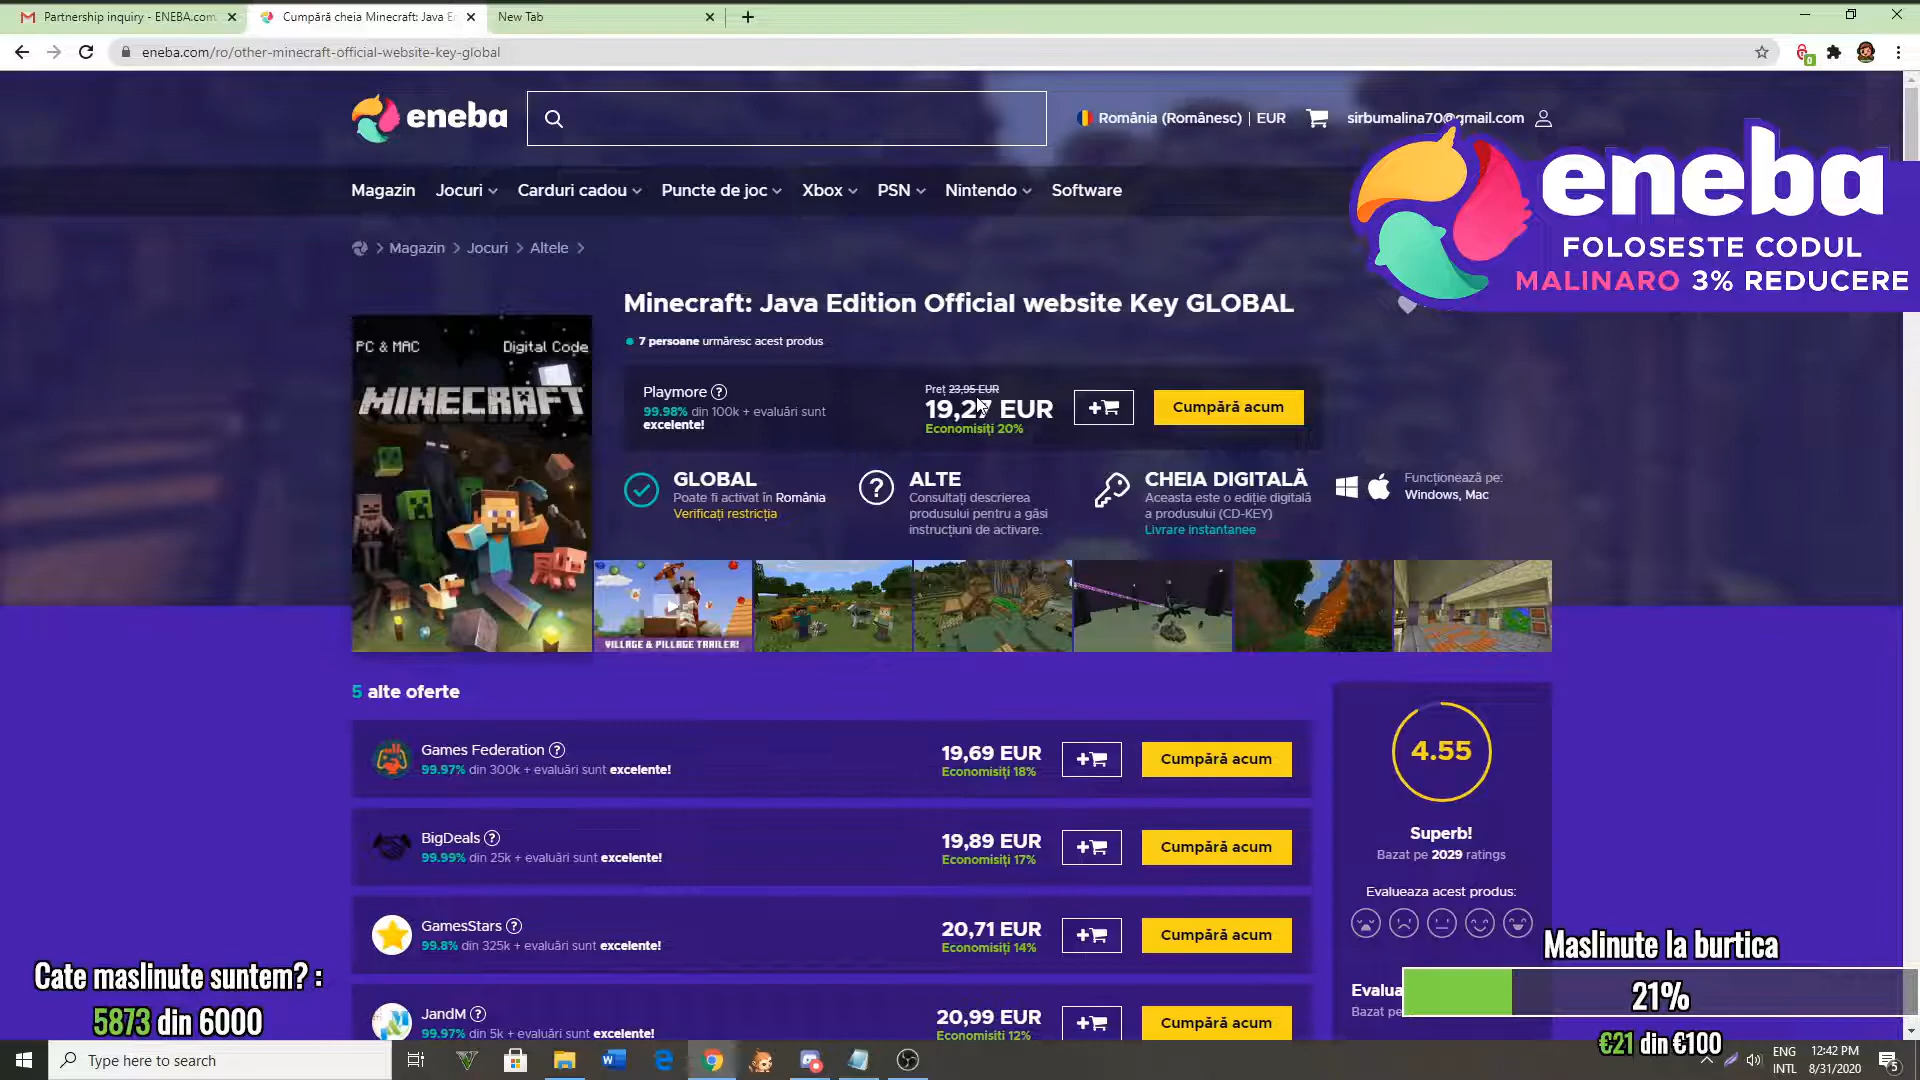 Partnership inquiry - ENEBA.com
Cumpără cheia Minecraft: Java E
New Tab
eneba.com/ro/other-minecraft-official-website-key-global
eneba
România (Românesc) | EUR
sirbumalina70@gmail.com
Magazin
Jocuri
Carduri cadou
Puncte de joc
Xbox
PSN
Nintendo
Software
eneba
FOLOSESTE CODUL
MALINARO 3% REDUCERE
Magazin > Jocuri > Altele >
Minecraft: Java Edition Official website Key GLOBAL
7 persoane urmăresc acest produs
PC & MAC
Digital Code
MINECRAFT
Playmore
99.98% din 100k + evaluări sunt
excelente!
Preț 23,95 EUR
19,27 EUR
Economisiți 20%
Cumpără acum
GLOBAL
Poate fi activat în România
Verificați restricția
ALTE
Consultați descrierea
produsului pentru a găsi
instrucțiuni de activare.
CHEIA DIGITALĂ
Aceasta este o ediție digitală
a produsului (CD-KEY)
Livrare instantanee
Funcționează pe:
Windows, Mac
VILLAGE & PILLAGE TRAILER!
5 alte oferte
Games Federation
99.97% din 300k + evaluări sunt excelente!
19,69 EUR
Economisiți 18%
Cumpără acum
BigDeals
99.99% din 25k + evaluări sunt excelente!
19,89 EUR
Economisiți 17%
Cumpără acum
GamesStars
99.8% din 325k + evaluări sunt excelente!
20,71 EUR
Economisiți 14%
Cumpără acum
JandM
99.97% din 5k + evaluări sunt excelente!
20,99 EUR
Economisiți 12%
Cumpără acum
4.55
Superb!
Bazat pe 2029 ratings
Evalueaza acest produs:
Evalua
Bazat pe
Maslinute la burtica
21%
€21 din €100
Cate maslinute suntem? :
5873 din 6000
Type here to search
ENG
INTL
12:42 PM
8/31/2020
5